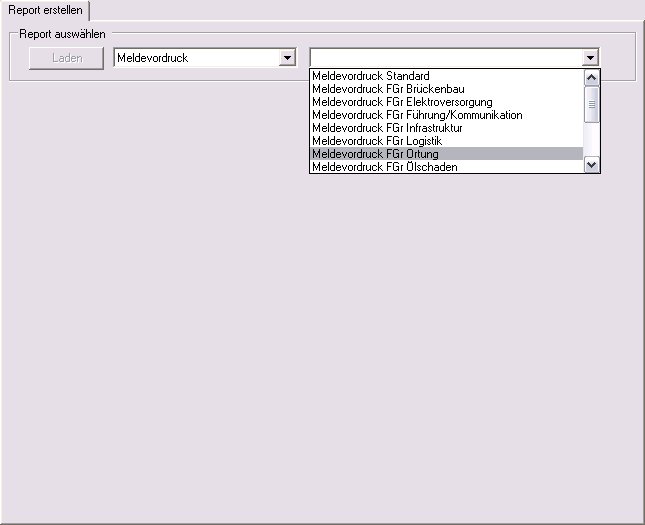 Report erstellen
Report auswählen
Laden
Meldevordruck
Meldevordruck Standard
Meldevordruck FGr Brückenbau
Meldevordruck FGr Elektroversorgung
Meldevordruck FGr Führung/Kommunikation
Meldevordruck FGr Infrastruktur
Meldevordruck FGr Logistik
Meldevordruck FGr Ortung
Meldevordruck FGr Ölschaden